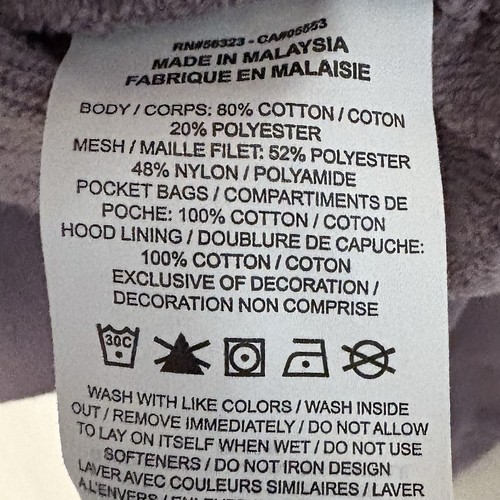 RN#56323 - CA#05553
MADE IN MALAYSIA
FABRIQUE EN MALAISIE
BODY / CORPS: 80% COTTON / COTON
20% POLYESTER
MESH / MAILLE FILET: 52% POLYESTER
48% NYLON / POLYAMIDE
POCKET BAGS / COMPARTIMENTS DE
POCHE: 100% COTTON / COTON
HOOD LINING / DOUBLURE DE CAPUCHE:
100% COTTON / COTON
EXCLUSIVE OF DECORATION /
DECORATION NON COMPRISE
30C
WASH WITH LIKE COLORS / WASH INSIDE
OUT / REMOVE IMMEDIATELY / DO NOT ALLOW
TO LAY ON ITSELF WHEN WET / DO NOT USE
SOFTENERS / DO NOT IRON DESIGN
LAVER AVEC COULEURS SIMILAIRES / LAVER
A L'ENVERS /